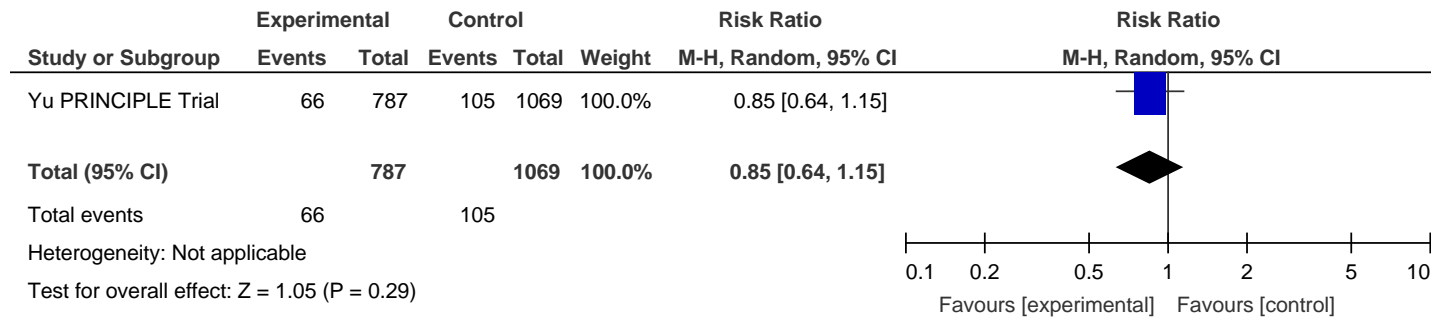 Experimental Control Risk Ratio Risk Ratio
Study or Subgroup Events Total Events Total Weight M-H, Random, 95% CI M-H, Random, 95% CI
Yu PRINCIPLE Trial 66 787 105 1069 100.0% 0.85 [0.64, 1.15]
Total (95% CI) 787 1069 100.0% 0.85 [0.64, 1.15]
Total events 66 105
Heterogeneity: Not applicable
Test for overall effect: Z = 1.05 (P = 0.29)
0.1 0.2 0.5 1 2 5 10
Favours [experimental] Favours [control]